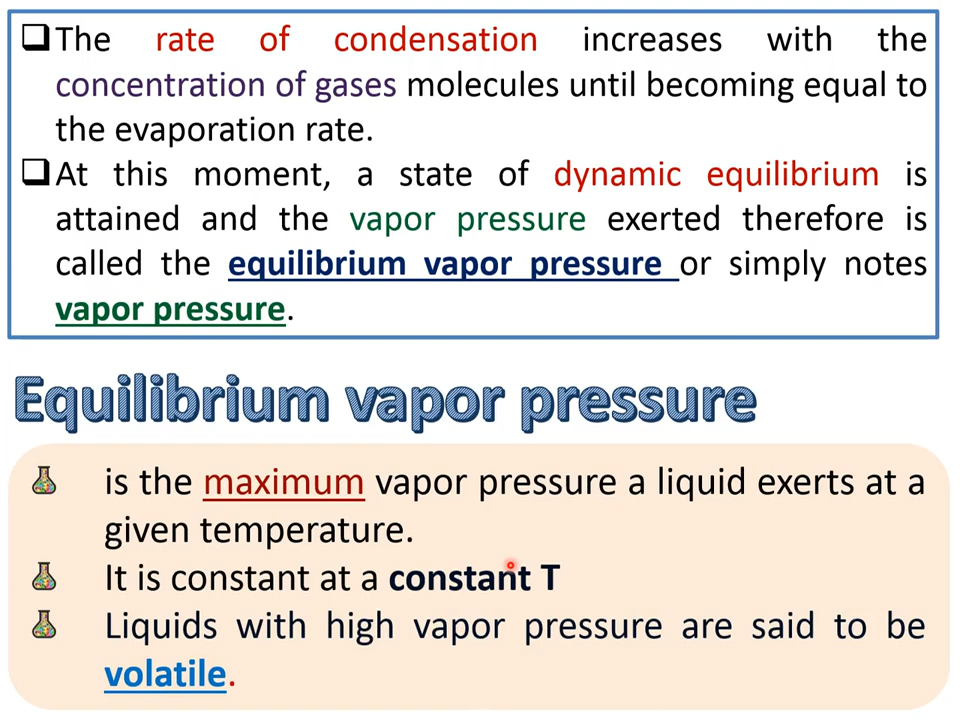 The rate of condensation increases with the
concentration of gases molecules until becoming equal to
the evaporation rate.
At this moment, a state of dynamic equilibrium is
attained and the vapor pressure exerted therefore is
called the equilibrium vapor pressure or simply notes
vapor pressure.
Equilibrium vapor pressure
is the maximum vapor pressure a liquid exerts at a
given temperature.
It is constant at a constant T
Liquids with high vapor pressure are said to be
volatile.